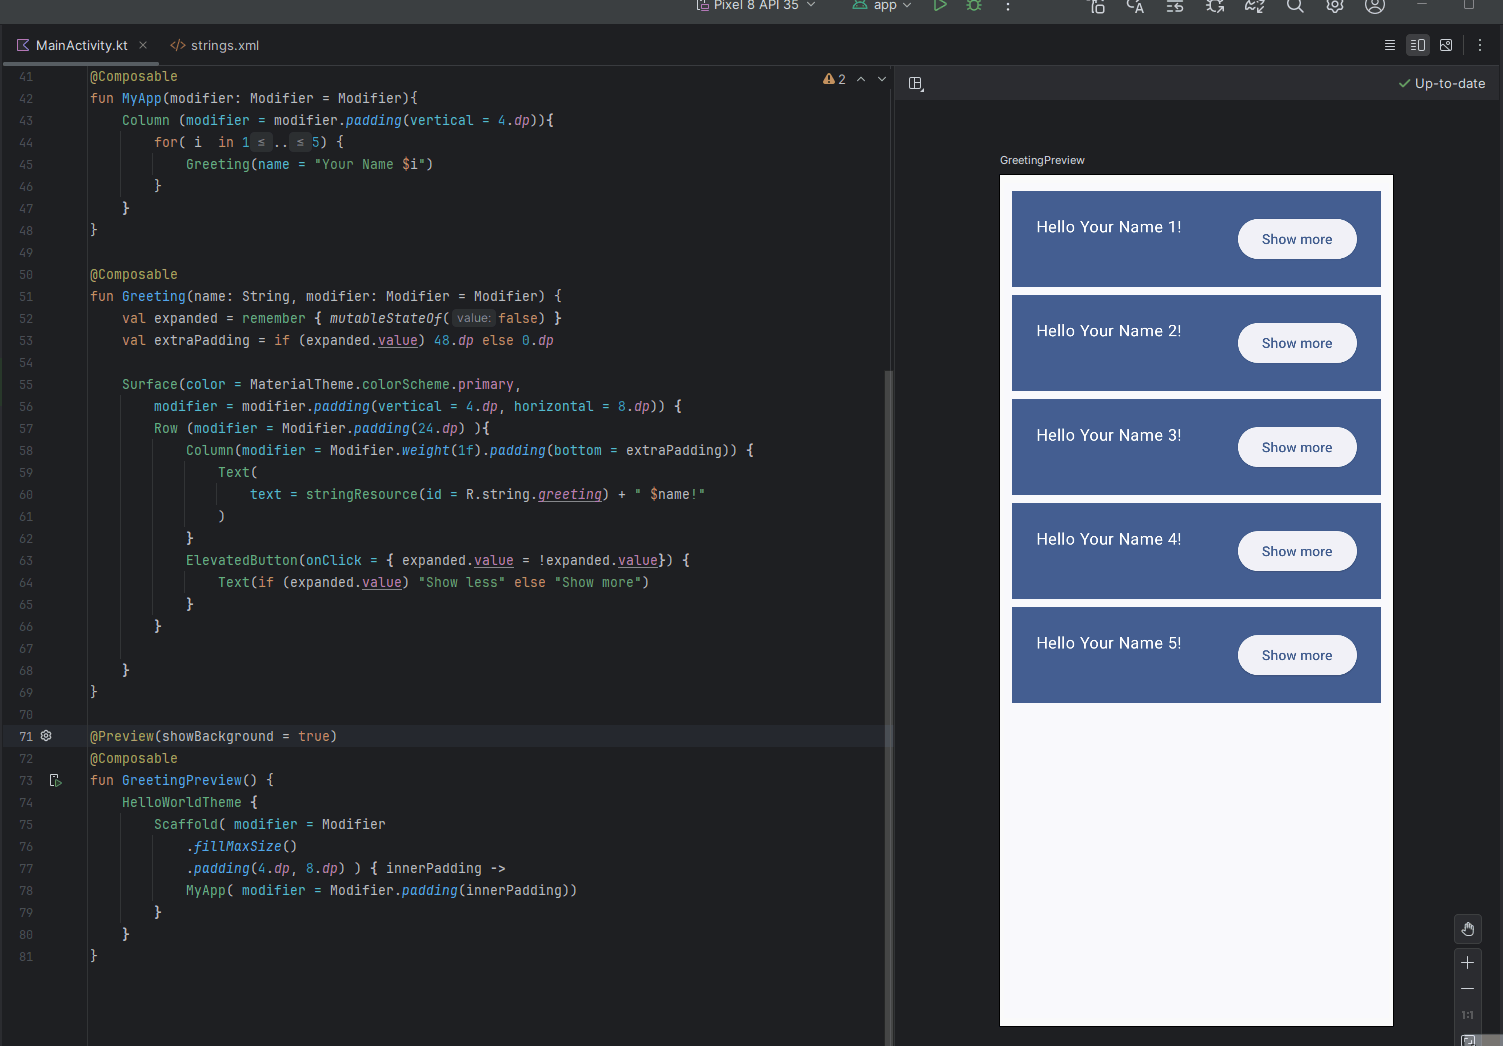 Pixel 8 API 35
app
MainActivity.kt
strings.xml
2
Up-to-date
41 @Composable
42 fun MyApp(modifier: Modifier = Modifier){
43 Column (modifier = modifier.padding(vertical = 4.dp)){
44 for( i  in 1 ≤ .. ≤ 5) {
45 Greeting(name = "Your Name $i")
46 }
47 }
48 }
49
50 @Composable
51 fun Greeting(name: String, modifier: Modifier = Modifier) {
52 val expanded = remember { mutableStateOf( value: false) }
53 val extraPadding = if (expanded.value) 48.dp else 0.dp
54
55 Surface(color = MaterialTheme.colorScheme.primary,
56 modifier = modifier.padding(vertical = 4.dp, horizontal = 8.dp)) {
57 Row (modifier = Modifier.padding(24.dp) ){
58 Column(modifier = Modifier.weight(1f).padding(bottom = extraPadding)) {
59 Text(
60 text = stringResource(id = R.string.greeting) + " $name!"
61 )
62 }
63 ElevatedButton(onClick = { expanded.value = !expanded.value}) {
64 Text(if (expanded.value) "Show less" else "Show more")
65 }
66 }
67
68 }
69 }
70
71 @Preview(showBackground = true)
72 @Composable
73 fun GreetingPreview() {
74 HelloWorldTheme {
75 Scaffold( modifier = Modifier
76 .fillMaxSize()
77 .padding(4.dp, 8.dp) ) { innerPadding ->
78 MyApp( modifier = Modifier.padding(innerPadding))
79 }
80 }
81 }
GreetingPreview
Hello Your Name 1!
Show more
Hello Your Name 2!
Show more
Hello Your Name 3!
Show more
Hello Your Name 4!
Show more
Hello Your Name 5!
Show more
1:1